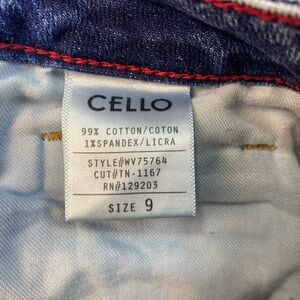 CELLO
99% COTTON/COTON
1%SPANDEX/LICRA
STYLE#WV75764
CUT#TN-1167
RN#129203
SIZE 9